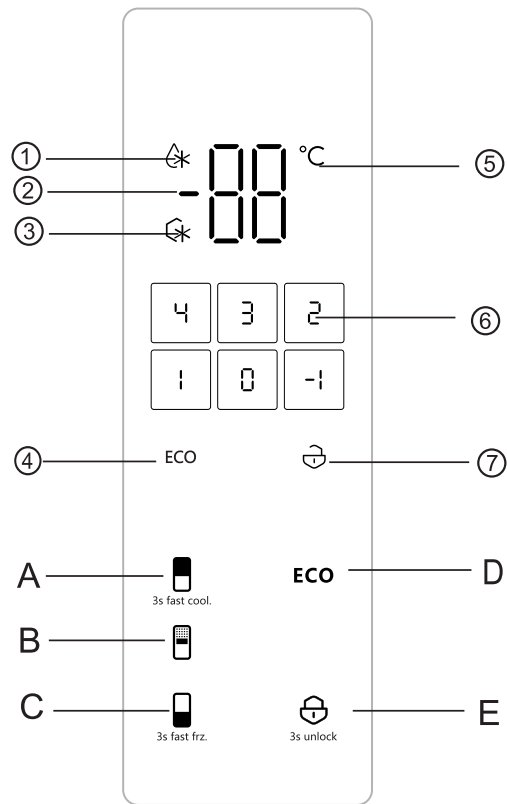 ① -88 °C
②
③ ⑤
4 3 2 ⑥
1 0 -1
④ ECO ⑦
A ECO D
3s fast cool.
B
C E
3s fast frz. 3s unlock